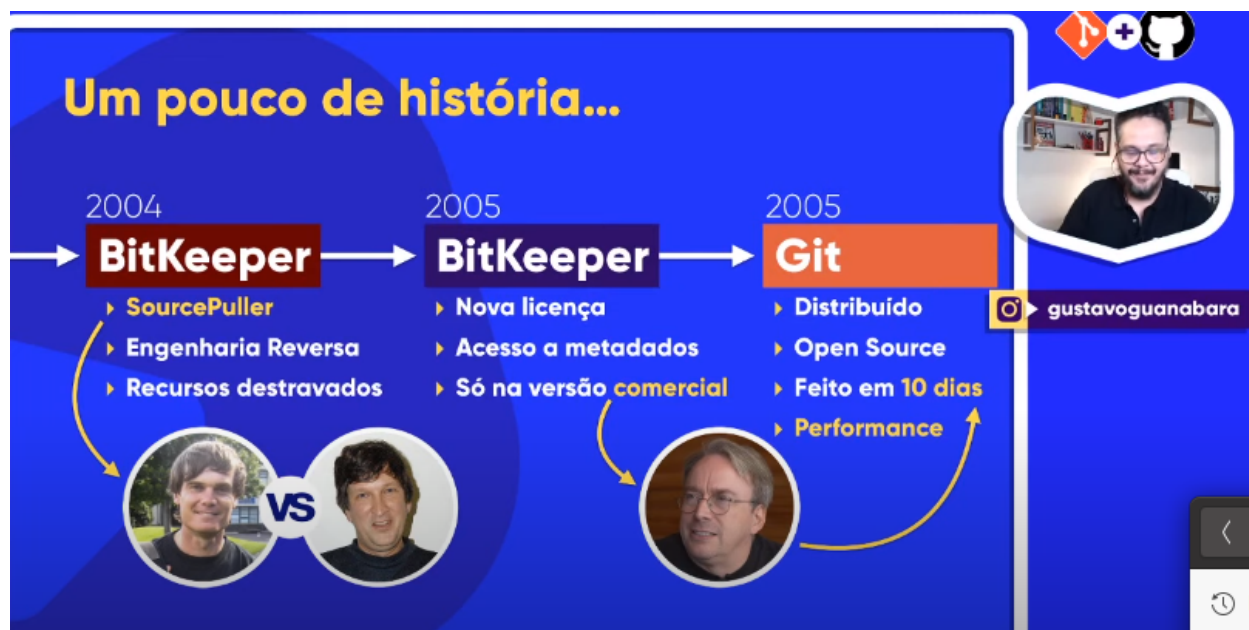 Um pouco de história...
2004
BitKeeper
SourcePuller
Engenharia Reversa
Recursos destravados
VS
2005
BitKeeper
Nova licença
Acesso a metadados
Só na versão comercial
2005
Git
Distribuído
Open Source
Feito em 10 dias
Performance
+
gustavoguanabara